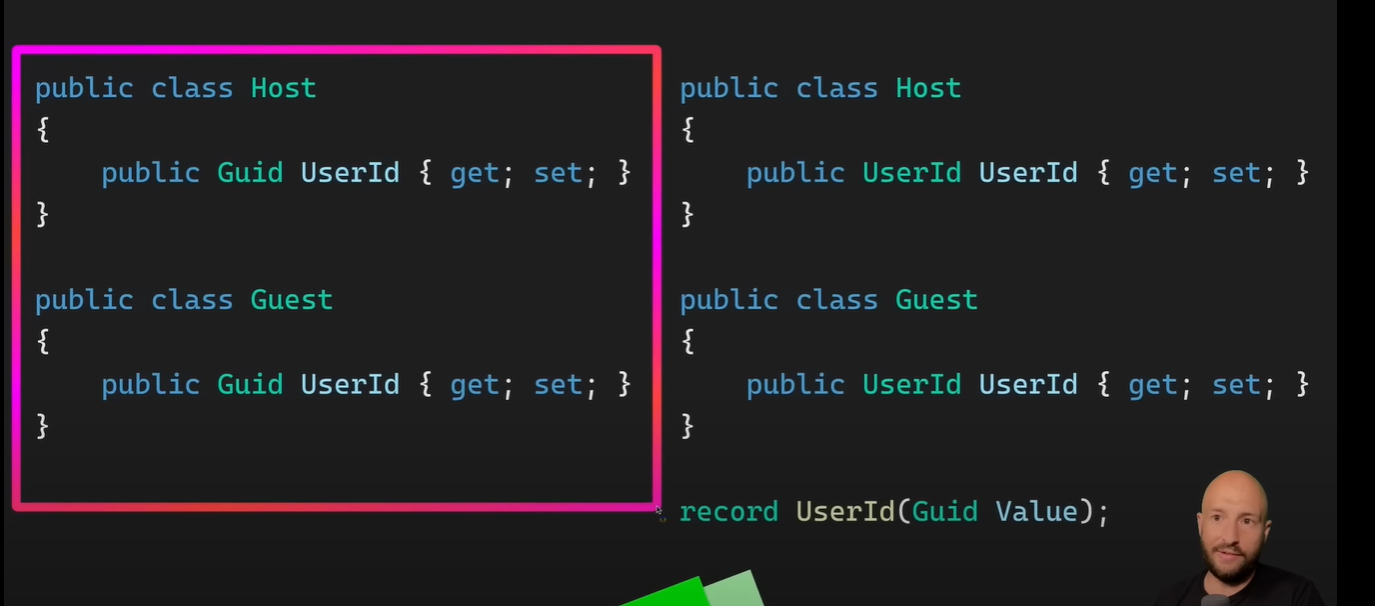 public class Host
{
    public Guid UserId { get; set; }
}
public class Guest
{
    public Guid UserId { get; set; }
}
public class Host
{
    public UserId UserId { get; set; }
}
public class Guest
{
    public UserId UserId { get; set; }
}
record UserId(Guid Value);